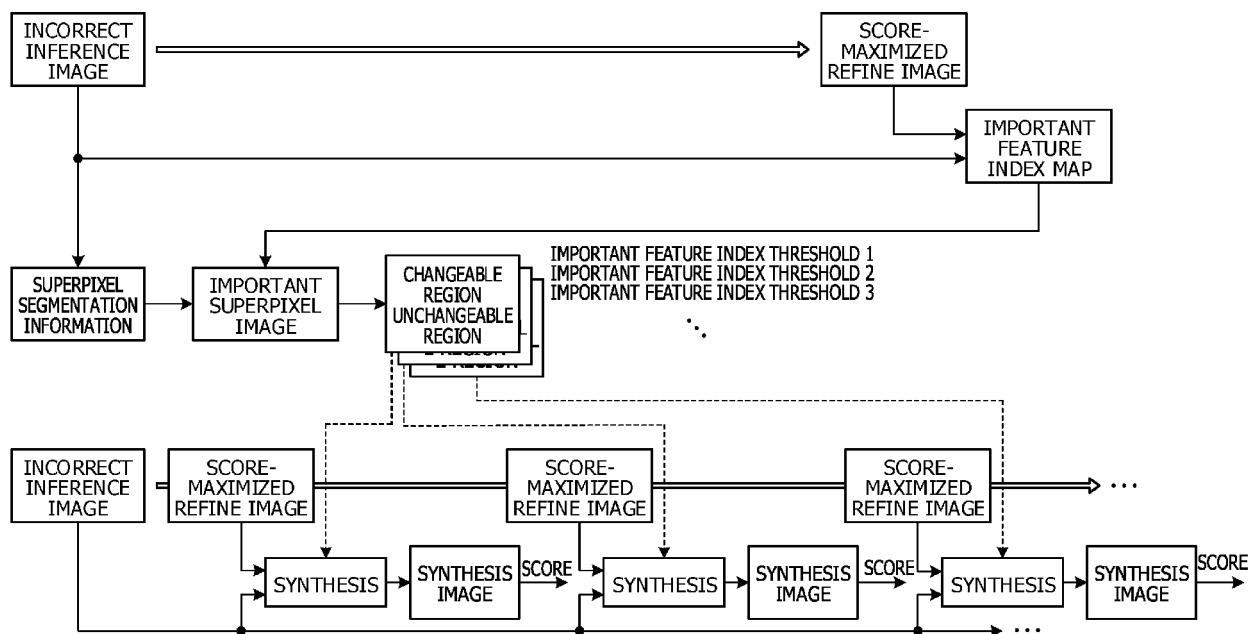 INCORRECT
INFERENCE
IMAGE
SCORE-
MAXIMIZED
REFINE IMAGE
IMPORTANT
FEATURE
INDEX MAP
SUPERPIXEL
SEGMENTATION
INFORMATION
IMPORTANT
SUPERPIXEL
IMAGE
CHANGEABLE
REGION
UNCHANGEABLE
REGION
REGION
REGION
IMPORTANT FEATURE INDEX THRESHOLD 1
IMPORTANT FEATURE INDEX THRESHOLD 2
IMPORTANT FEATURE INDEX THRESHOLD 3
INCORRECT
INFERENCE
IMAGE
SCORE-
MAXIMIZED
REFINE IMAGE
SCORE-
MAXIMIZED
REFINE IMAGE
SCORE-
MAXIMIZED
REFINE IMAGE
...
SYNTHESIS
SYNTHESIS
IMAGE
SCORE
SYNTHESIS
SYNTHESIS
IMAGE
SCORE
SYNTHESIS
SYNTHESIS
IMAGE
SCORE
...